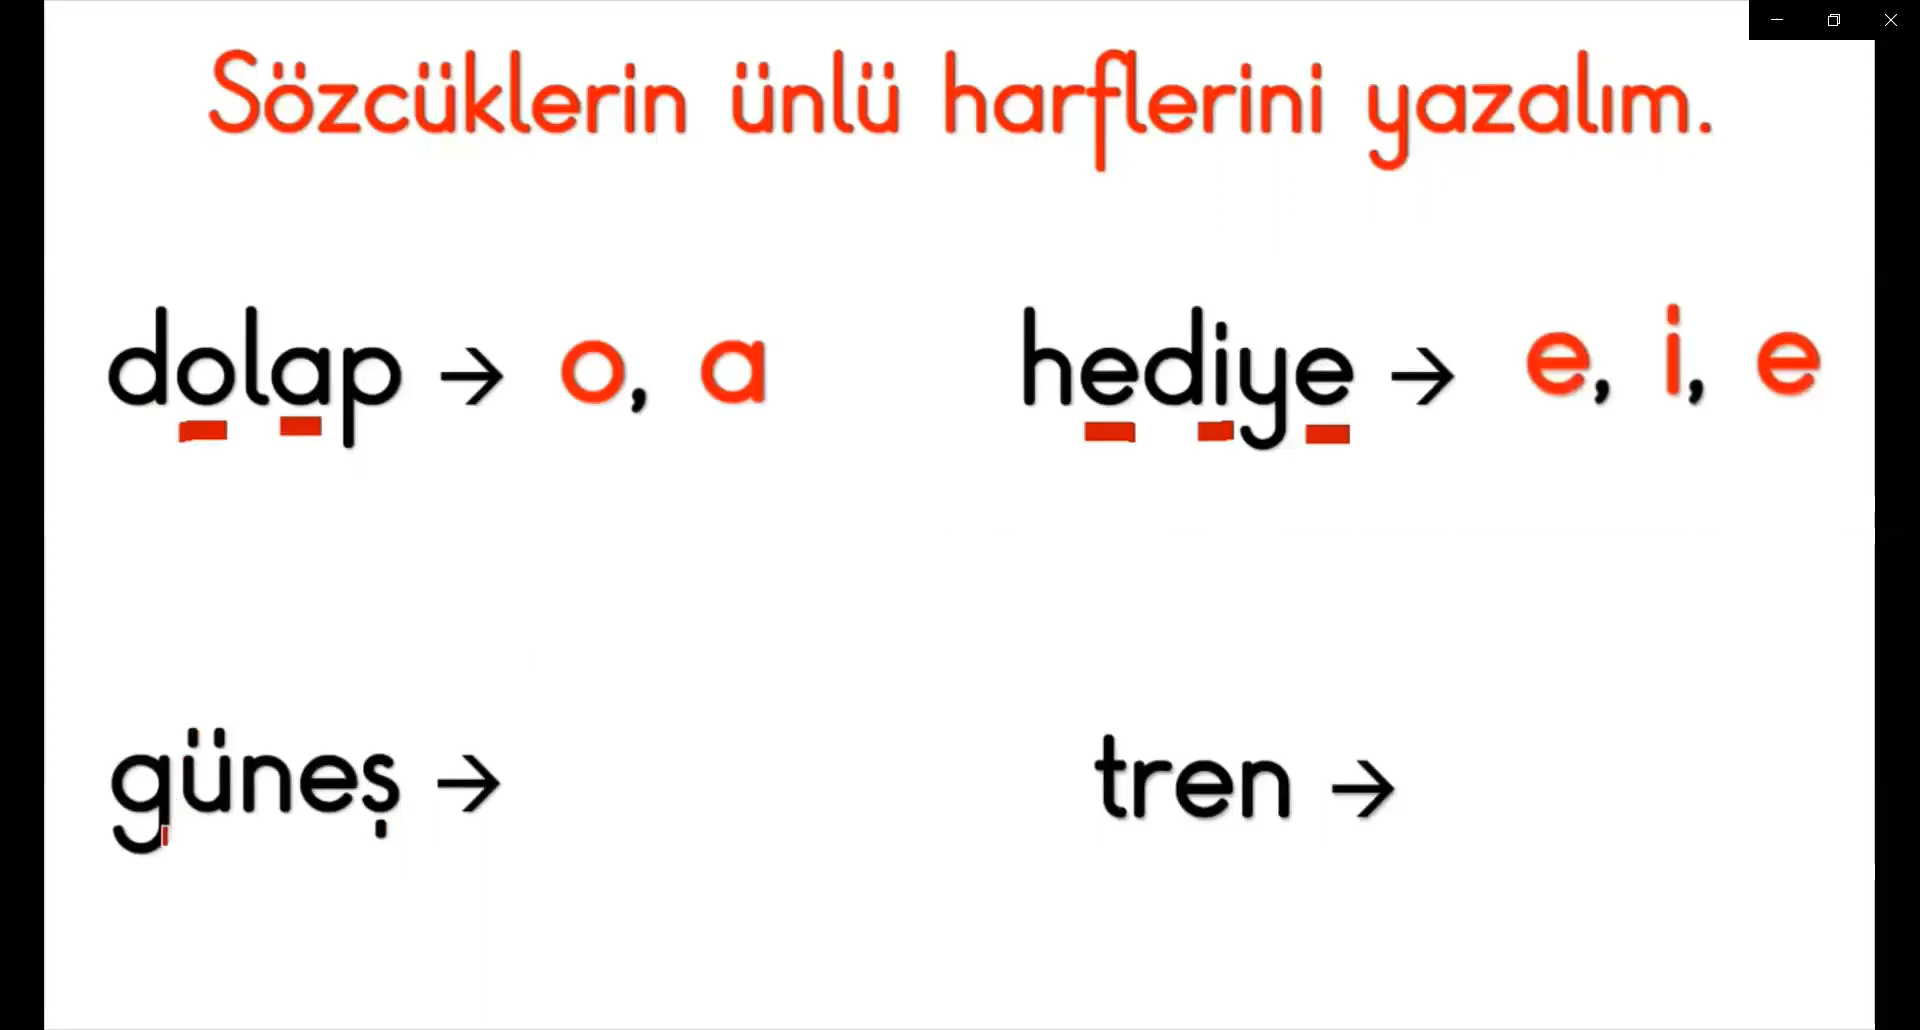 Sözcüklerin ünlü harflerini yazalım.
dolap → o, a
hediye → e, i, e
güneş →
tren →